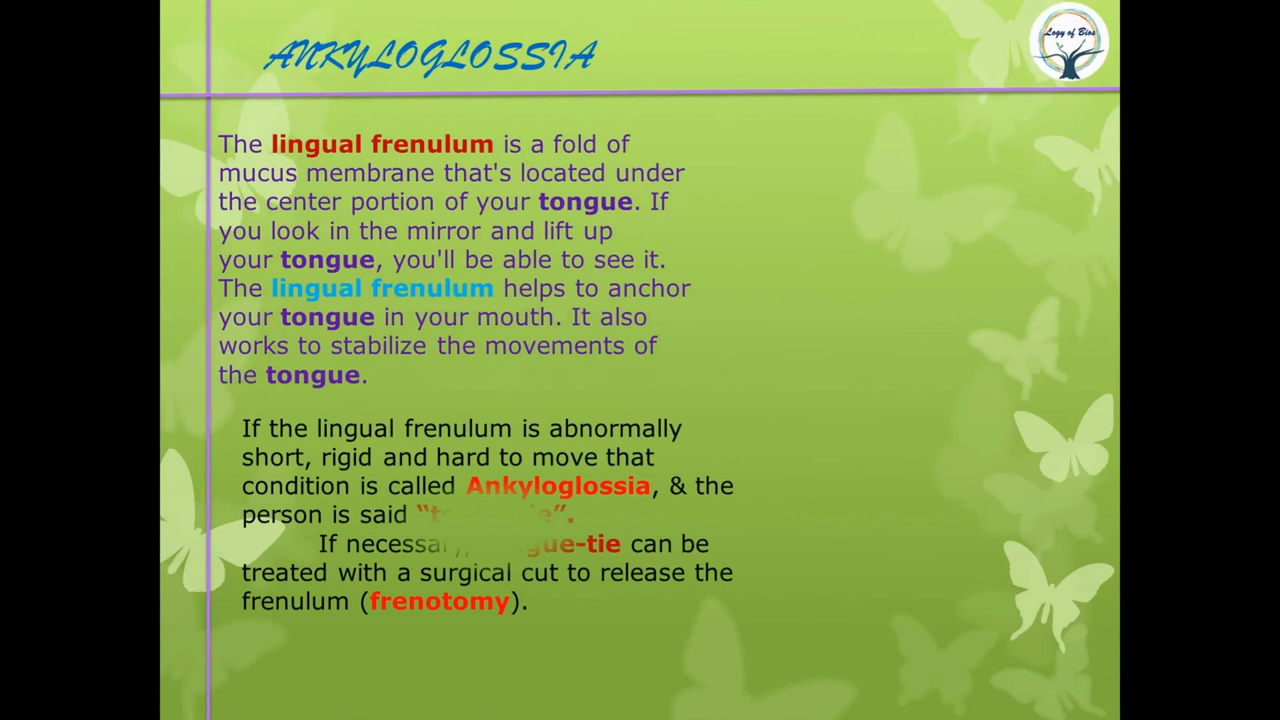 ANKYLOGLOSSIA
Logy of Bios
The lingual frenulum is a fold of
mucus membrane that's located under
the center portion of your tongue. If
you look in the mirror and lift up
your tongue, you'll be able to see it.
The lingual frenulum helps to anchor
your tongue in your mouth. It also
works to stabilize the movements of
the tongue.
If the lingual frenulum is abnormally
short, rigid and hard to move that
condition is called Ankyloglossia, & the
person is said
If necessary, tongue-tie can be
treated with a surgical cut to release the
frenulum (frenotomy).